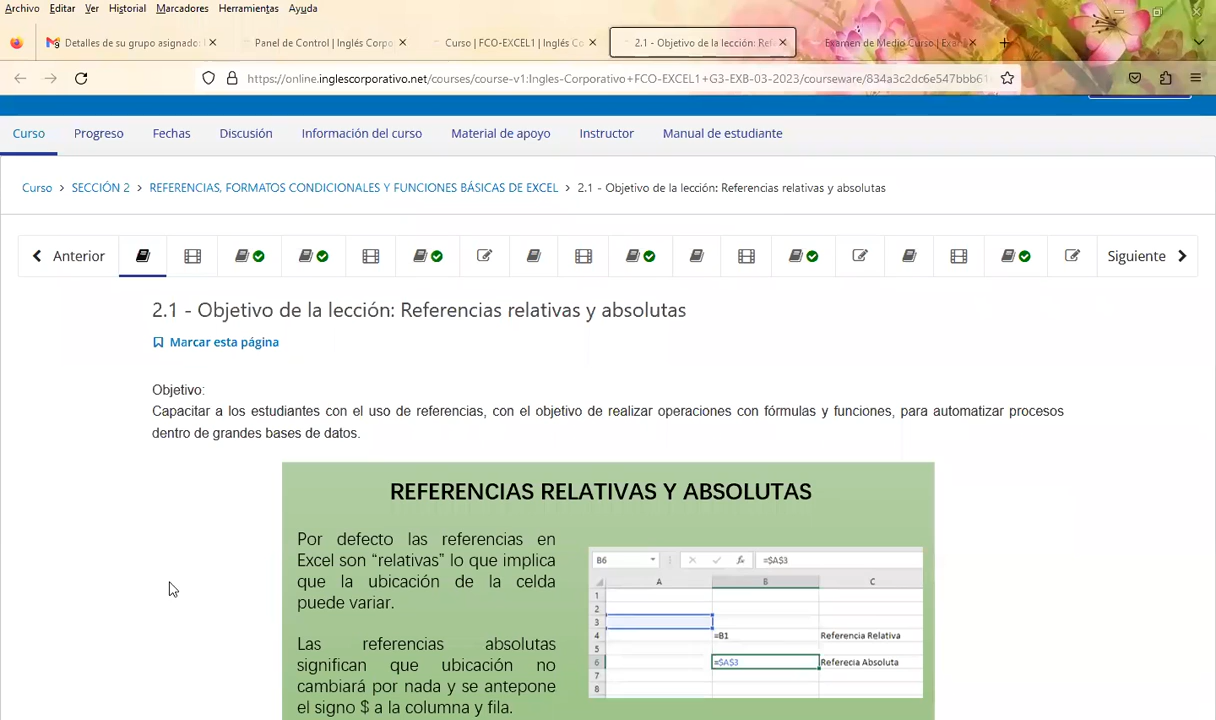 Archivo Editar Ver Historial Marcadores Herramientas Ayuda
Detalles de su grupo asignado: Panel de Control | Inglés Corpo Curso | FCO-EXCEL1 | Inglés Co 2.1 - Objetivo de la lección: Refe Examen de Medio Curso | Exam
https://online.inglescorporativo.net/courses/course-v1:Ingles-Corporativo+FCO-EXCEL1+G3-EXB-03-2023/courseware/834a3c2dc6e547bbb61
Curso Progreso Fechas Discusión Información del curso Material de apoyo Instructor Manual de estudiante
Curso > SECCIÓN 2 > REFERENCIAS, FORMATOS CONDICIONALES Y FUNCIONES BÁSICAS DE EXCEL > 2.1 - Objetivo de la lección: Referencias relativas y absolutas
Anterior Siguiente
2.1 - Objetivo de la lección: Referencias relativas y absolutas
Marcar esta página
Objetivo:
Capacitar a los estudiantes con el uso de referencias, con el objetivo de realizar operaciones con fórmulas y funciones, para automatizar procesos
dentro de grandes bases de datos.
REFERENCIAS RELATIVAS Y ABSOLUTAS
Por defecto las referencias en
Excel son “relativas” lo que implica
que la ubicación de la celda
puede variar.
Las referencias absolutas
significan que ubicación no
cambiará por nada y se antepone
el signo $ a la columna y fila.
B6 fx =$A$3
A B C
1
2
3
4 =B1 Referencia Relativa
5
6 =$A$3 Referecia Absoluta
7
8